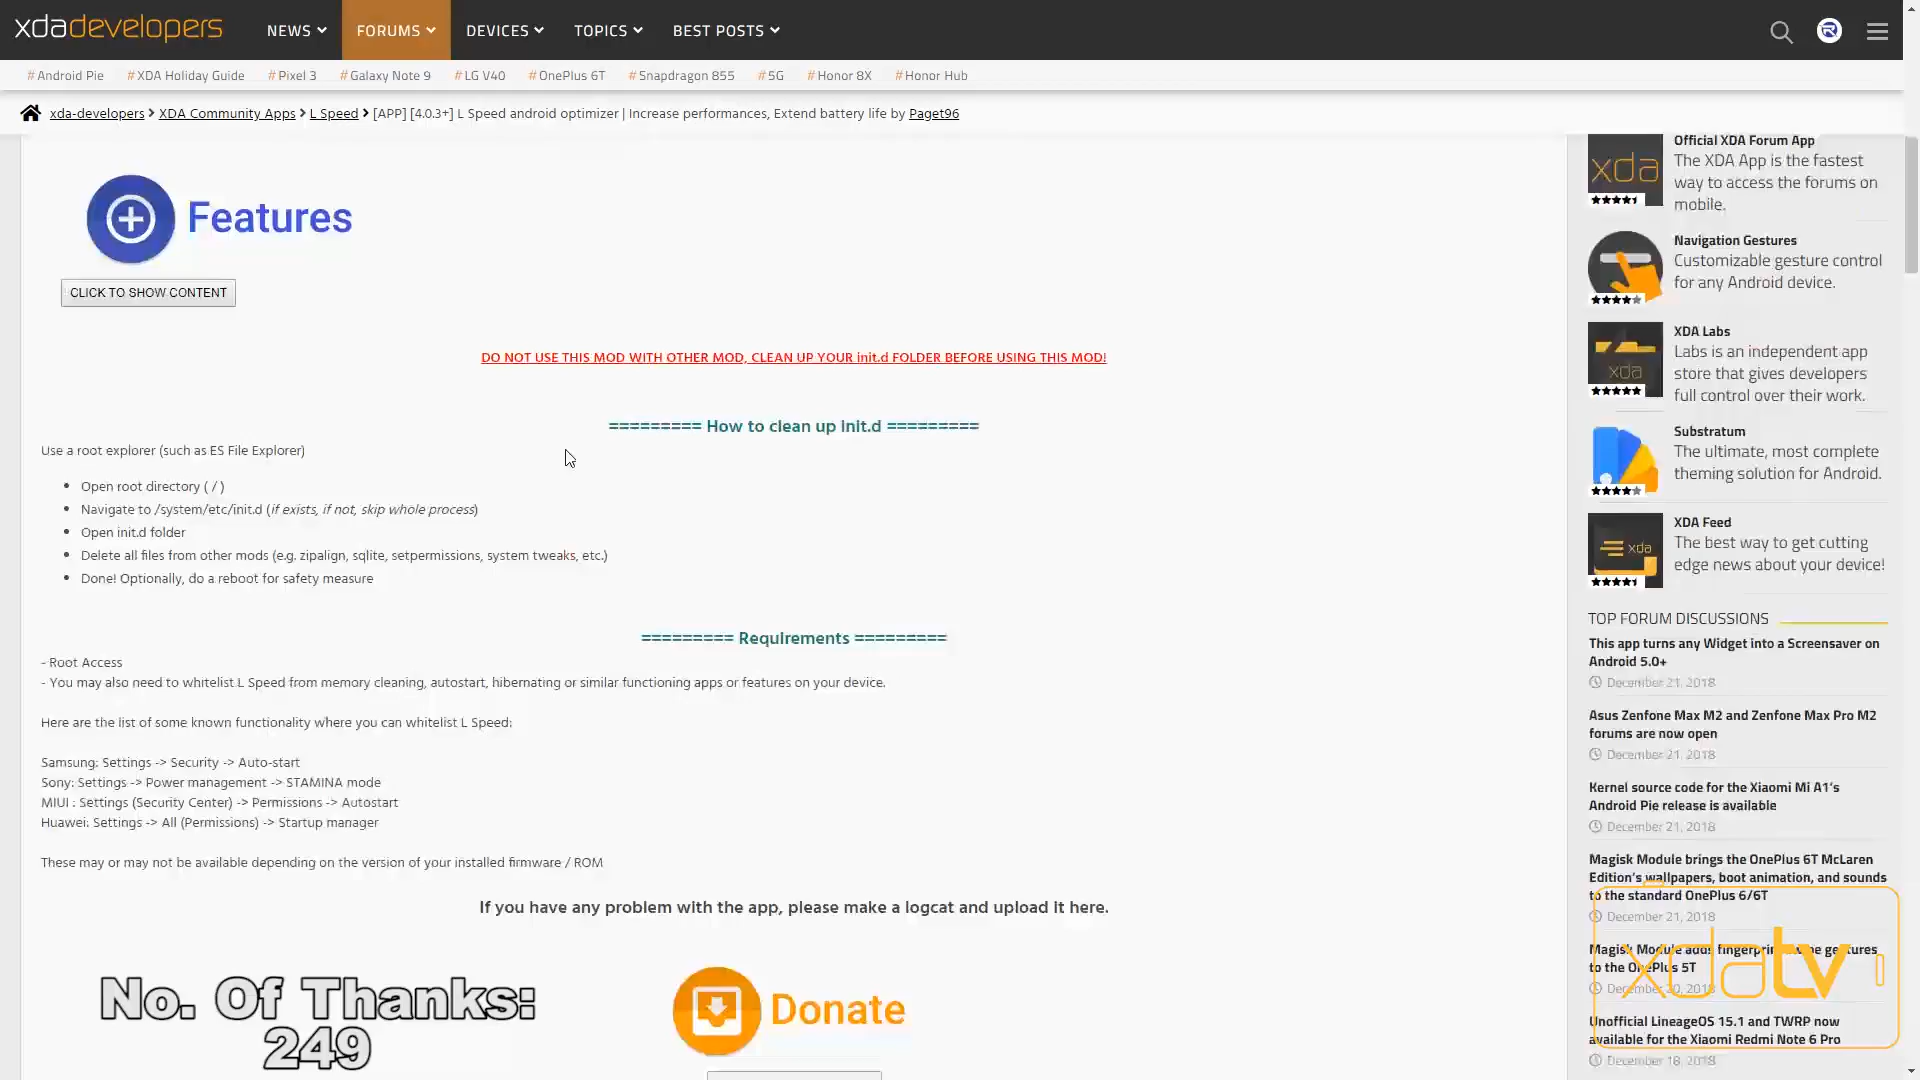 xdadevelopers
NEWS
FORUMS
DEVICES
TOPICS
BEST POSTS
#Android Pie
#XDA Holiday Guide
#Pixel 3
#Galaxy Note 9
#LG V40
#OnePlus 6T
#Snapdragon 855
#5G
#Honor 8X
#Honor Hub
xda-developers > XDA Community Apps > L Speed > [APP] [4.0.3+] L Speed android optimizer | Increase performances, Extend battery life by Paget96
Features
CLICK TO SHOW CONTENT
DO NOT USE THIS MOD WITH OTHER MOD, CLEAN UP YOUR init.d FOLDER BEFORE USING THIS MOD!
========= How to clean up init.d =========
Use a root explorer (such as ES File Explorer)
• Open root directory ( / )
• Navigate to /system/etc/init.d (if exists, if not, skip whole process)
• Open init.d folder
• Delete all files from other mods (e.g. zipalign, sqlite, setpermissions, system tweaks, etc.)
• Done! Optionally, do a reboot for safety measure
========= Requirements =========
- Root Access
- You may also need to whitelist L Speed from memory cleaning, autostart, hibernating or similar functioning apps or features on your device.
Here are the list of some known functionality where you can whitelist L Speed:
Samsung: Settings -> Security -> Auto-start
Sony: Settings -> Power management -> STAMINA mode
MIUI : Settings (Security Center) -> Permissions -> Autostart
Huawei: Settings -> All (Permissions) -> Startup manager
These may or may not be available depending on the version of your installed firmware / ROM
If you have any problem with the app, please make a logcat and upload it here.
No. Of Thanks:
249
Donate
xda
Official XDA Forum App
The XDA App is the fastest
way to access the forums on
mobile.
Navigation Gestures
Customizable gesture control
for any Android device.
xda
XDA Labs
Labs is an independent app
store that gives developers
full control over their work.
Substratum
The ultimate, most complete
theming solution for Android.
xda
XDA Feed
The best way to get cutting
edge news about your device!
TOP FORUM DISCUSSIONS
This app turns any Widget into a Screensaver on
Android 5.0+
December 21, 2018
Asus Zenfone Max M2 and Zenfone Max Pro M2
forums are now open
December 21, 2018
Kernel source code for the Xiaomi Mi A1's
Android Pie release is available
December 21, 2018
Magisk Module brings the OnePlus 6T McLaren
Edition's wallpapers, boot animation, and sounds
to the standard OnePlus 6/6T
December 21, 2018
Magisk Module adds fingerprint swipe gestures
to the OnePlus 5T
December 20, 2018
xdatv
Unofficial LineageOS 15.1 and TWRP now
available for the Xiaomi Redmi Note 6 Pro
December 18, 2018